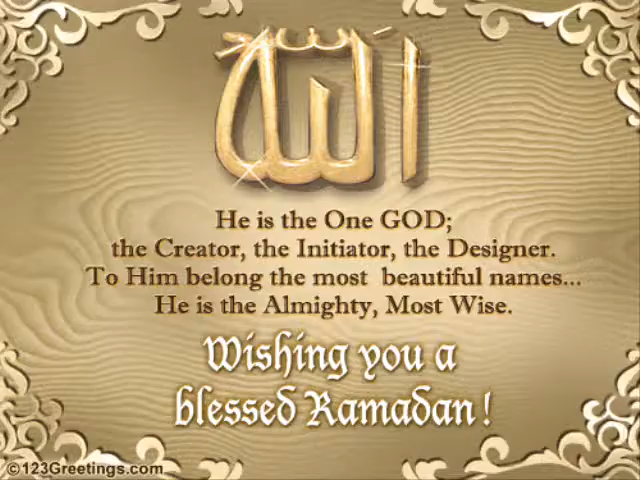 الله
He is the One GOD;
the Creator, the Initiator, the Designer.
To Him belong the most beautiful names...
He is the Almighty, Most Wise.
Wishing you a
blessed Ramadan!
©123Greetings.com